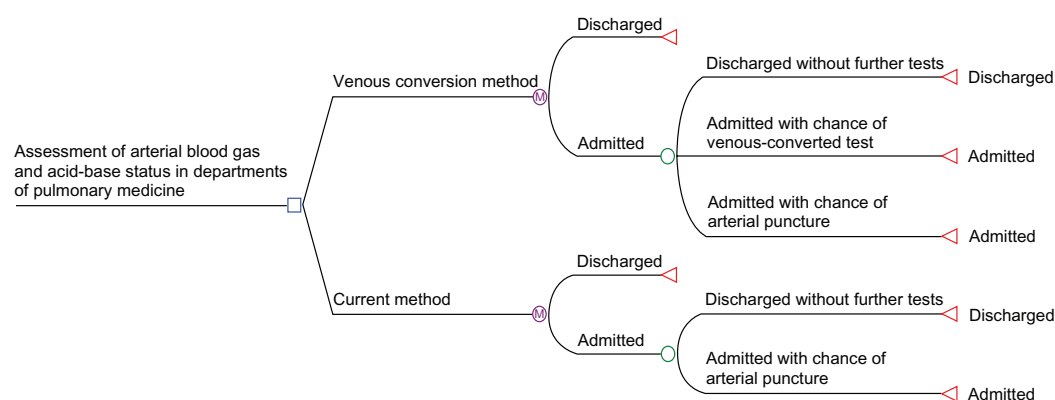 Assessment of arterial blood gas
and acid-base status in departments
of pulmonary medicine
Venous conversion method
M
Discharged
Admitted
Discharged without further tests
Discharged
Admitted with chance of
venous-converted test
Admitted
Admitted with chance of
arterial puncture
Admitted
Current method
M
Discharged
Admitted
Discharged without further tests
Discharged
Admitted with chance of
arterial puncture
Admitted